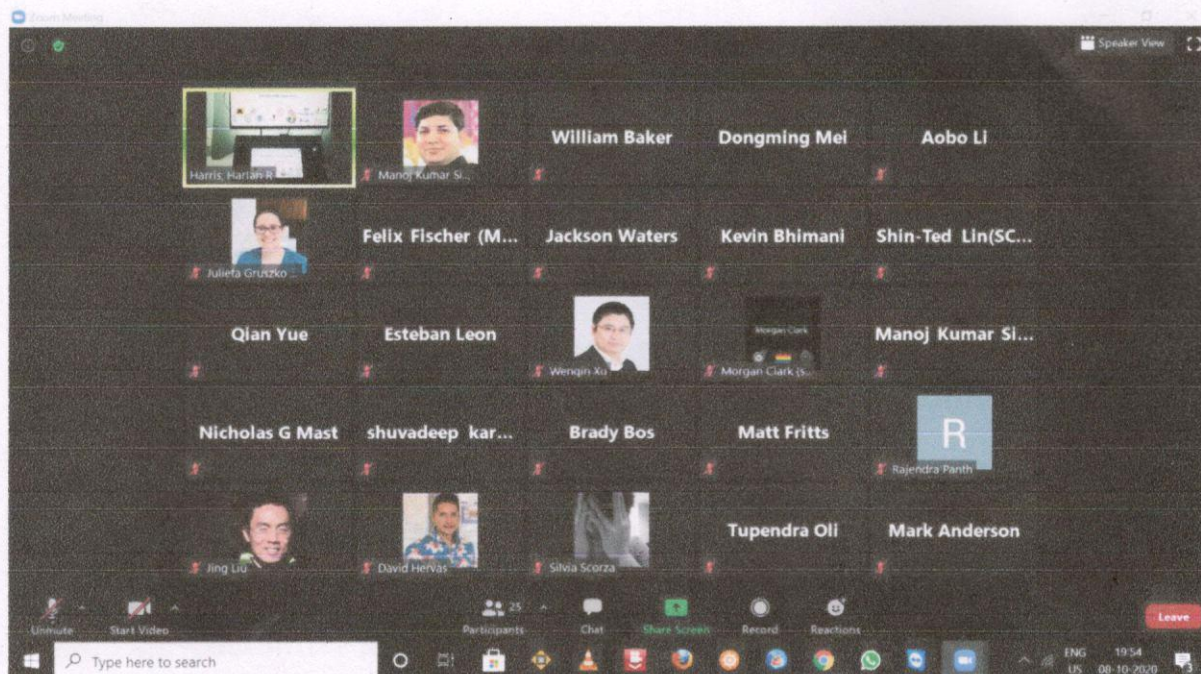 Zoom Meeting
Speaker View
Harris, Harlan R
Manoj Kumar Si...
William Baker
Dongming Mei
Aobo Li
Julieta Gruszko ...
Felix Fischer (M...
Jackson Waters
Kevin Bhimani
Shin-Ted Lin(SC...
Qian Yue
Esteban Leon
Wenqin Xu
Morgan Clark
Morgan Clark (s...
Manoj Kumar Si...
Nicholas G Mast
shuvadeep kar...
Brady Bos
Matt Fritts
R
Rajendra Panth
Jing Liu
David Hervas
Silvia Scorza
Tupendra Oli
Mark Anderson
Unmute
Start Video
25
Participants
Chat
Share Screen
Record
Reactions
Leave
Type here to search
ENG
US
19:54
08-10-2020
3